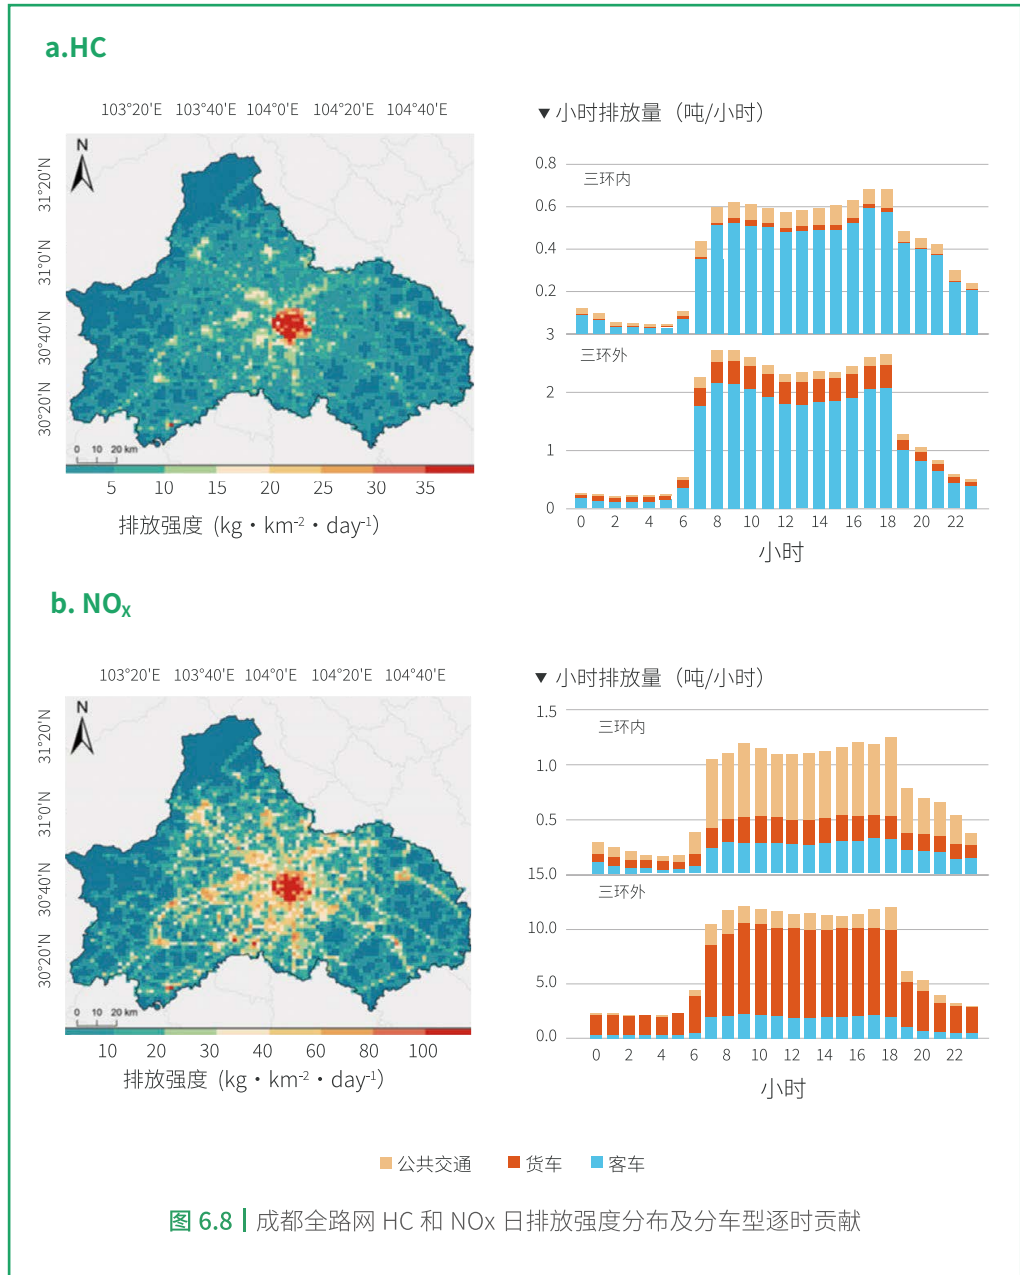 a.HC
103°20'E 103°40'E 104°0'E 104°20'E 104°40'E
N
31°20'N
31°0'N
30°40'N
30°20'N
0 10 20 km
5 10 15 20 25 30 35
排放强度 (kg·km-2·day-1)
▼ 小时排放量（吨/小时）
0.8
三环内
0.6
0.4
0.2
3
三环外
2
1
0
0 2 4 6 8 10 12 14 16 18 20 22
小时
b. NOX
103°20'E 103°40'E 104°0'E 104°20'E 104°40'E
N
31°20'N
31°0'N
30°40'N
30°20'N
0 10 20 km
10 20 30 40 60 80 100
排放强度 (kg·km-2·day-1)
▼ 小时排放量（吨/小时）
1.5
三环内
1.0
0.5
15.0
三环外
10.0
5.0
0.0
0 2 4 6 8 10 12 14 16 18 20 22
小时
公共交通 货车 客车
图 6.8 | 成都全路网 HC 和 NOx 日排放强度分布及分车型逐时贡献